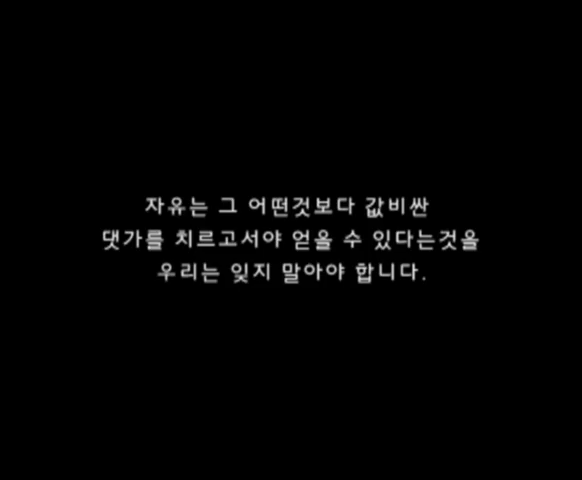 자유는 그 어떤것보다 값비싼
댓가를 치르고서야 얻을 수 있다는것을
우리는 잊지 말아야 합니다.